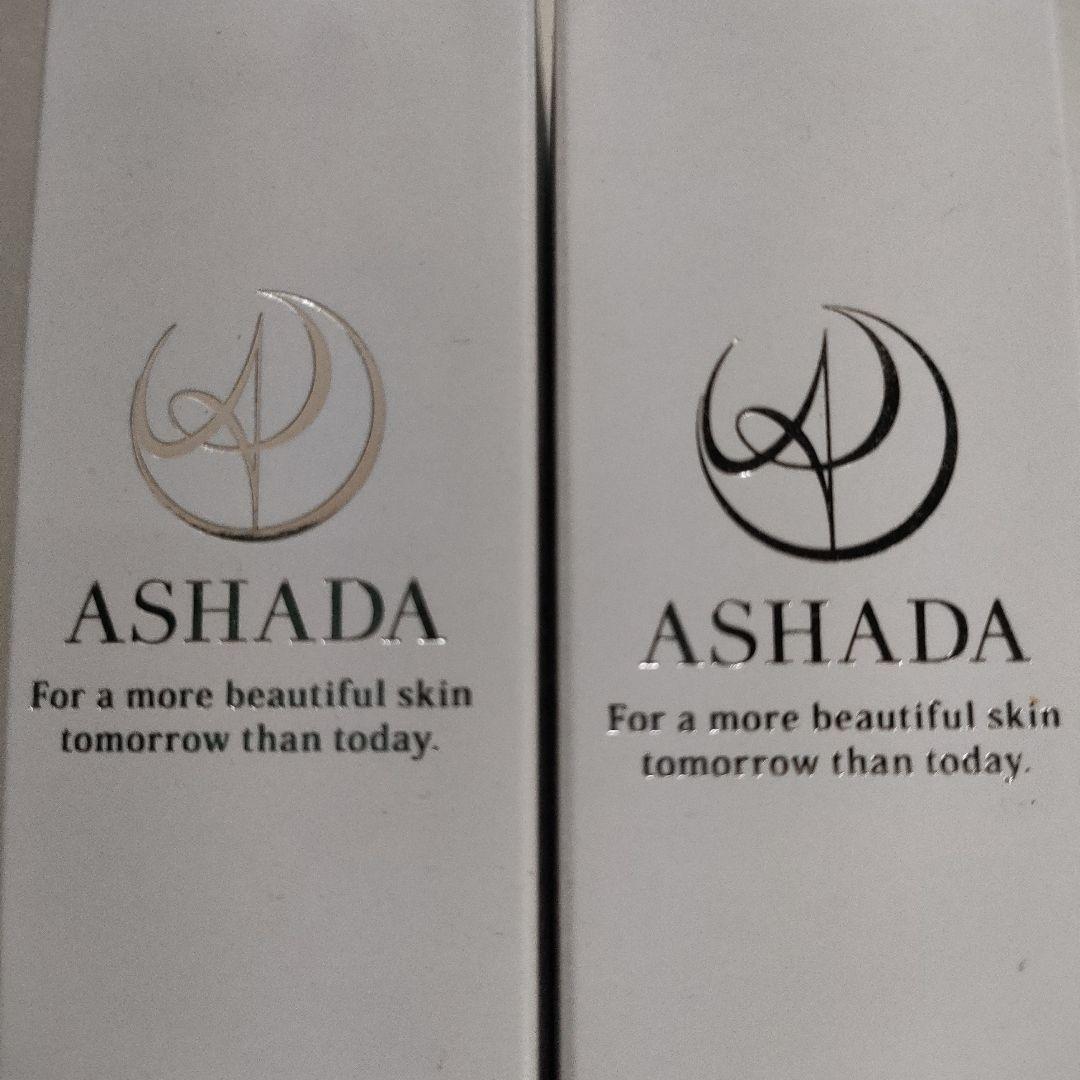 ASHADA
For a more beautiful skin
tomorrow than today.
ASHADA
For a more beautiful skin
tomorrow than today.